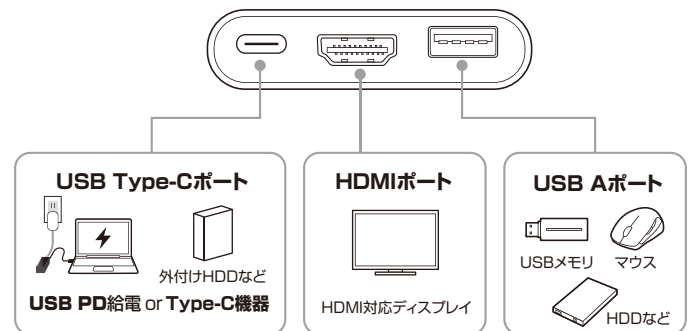 USB Type-Cポート
外付けHDDなど
USB PD給電 or Type-C機器
HDMIポート
HDMI対応ディスプレイ
USB Aポート
USBメモリ マウス
HDDなど